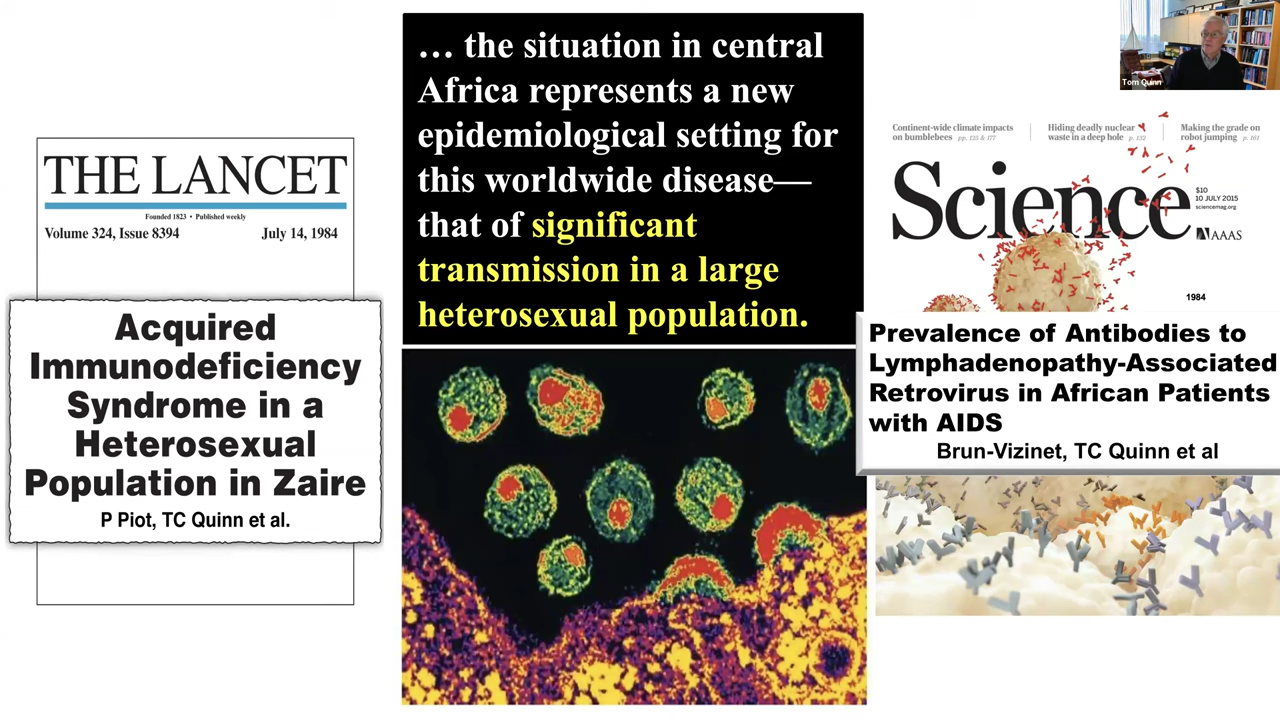 THE LANCET
Founded 1823 • Published weekly
Volume 324, Issue 8394
July 14, 1984
Acquired
Immunodeficiency
Syndrome in a
Heterosexual
Population in Zaire
P Piot, TC Quinn et al.
… the situation in central
Africa represents a new
epidemiological setting for
this worldwide disease—
that of significant
transmission in a large
heterosexual population.
Tom Quinn
Continent-wide climate impacts
on bumblebees pp. 125 & 177
Hiding deadly nuclear
waste in a deep hole p. 132
Making the grade on
robot jumping p. 161
Science
$10
10 JULY 2015
sciencemag.org
AAAS
1984
Prevalence of Antibodies to
Lymphadenopathy-Associated
Retrovirus in African Patients
with AIDS
Brun-Vizinet, TC Quinn et al